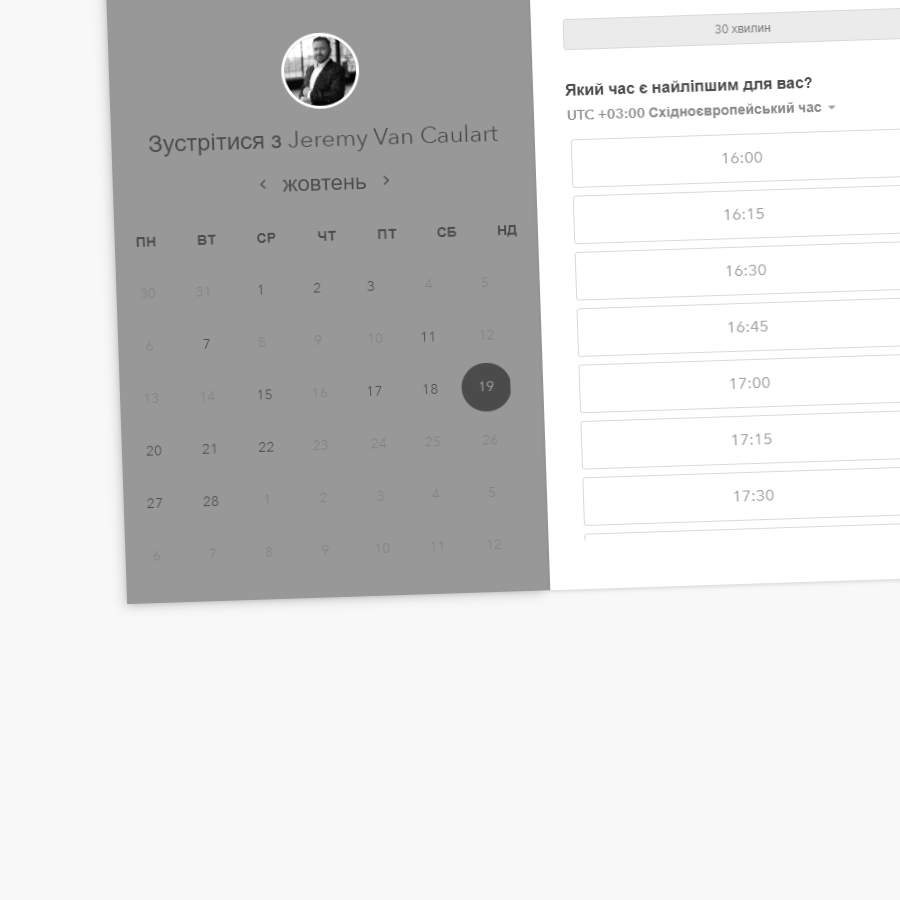 Зустрітися з Jeremy Van Caulart
‹ жовтень ›
ПН ВТ СР ЧТ ПТ СБ НД
30 31 1 2 3 4 5
6 7 8 9 10 11 12
13 14 15 16 17 18 19
20 21 22 23 24 25 26
27 28 1 2 3 4 5
6 7 8 9 10 11 12
30 хвилин
Який час є найліпшим для вас?
UTC +03:00 Східноєвропейський час
16:00
16:15
16:30
16:45
17:00
17:15
17:30